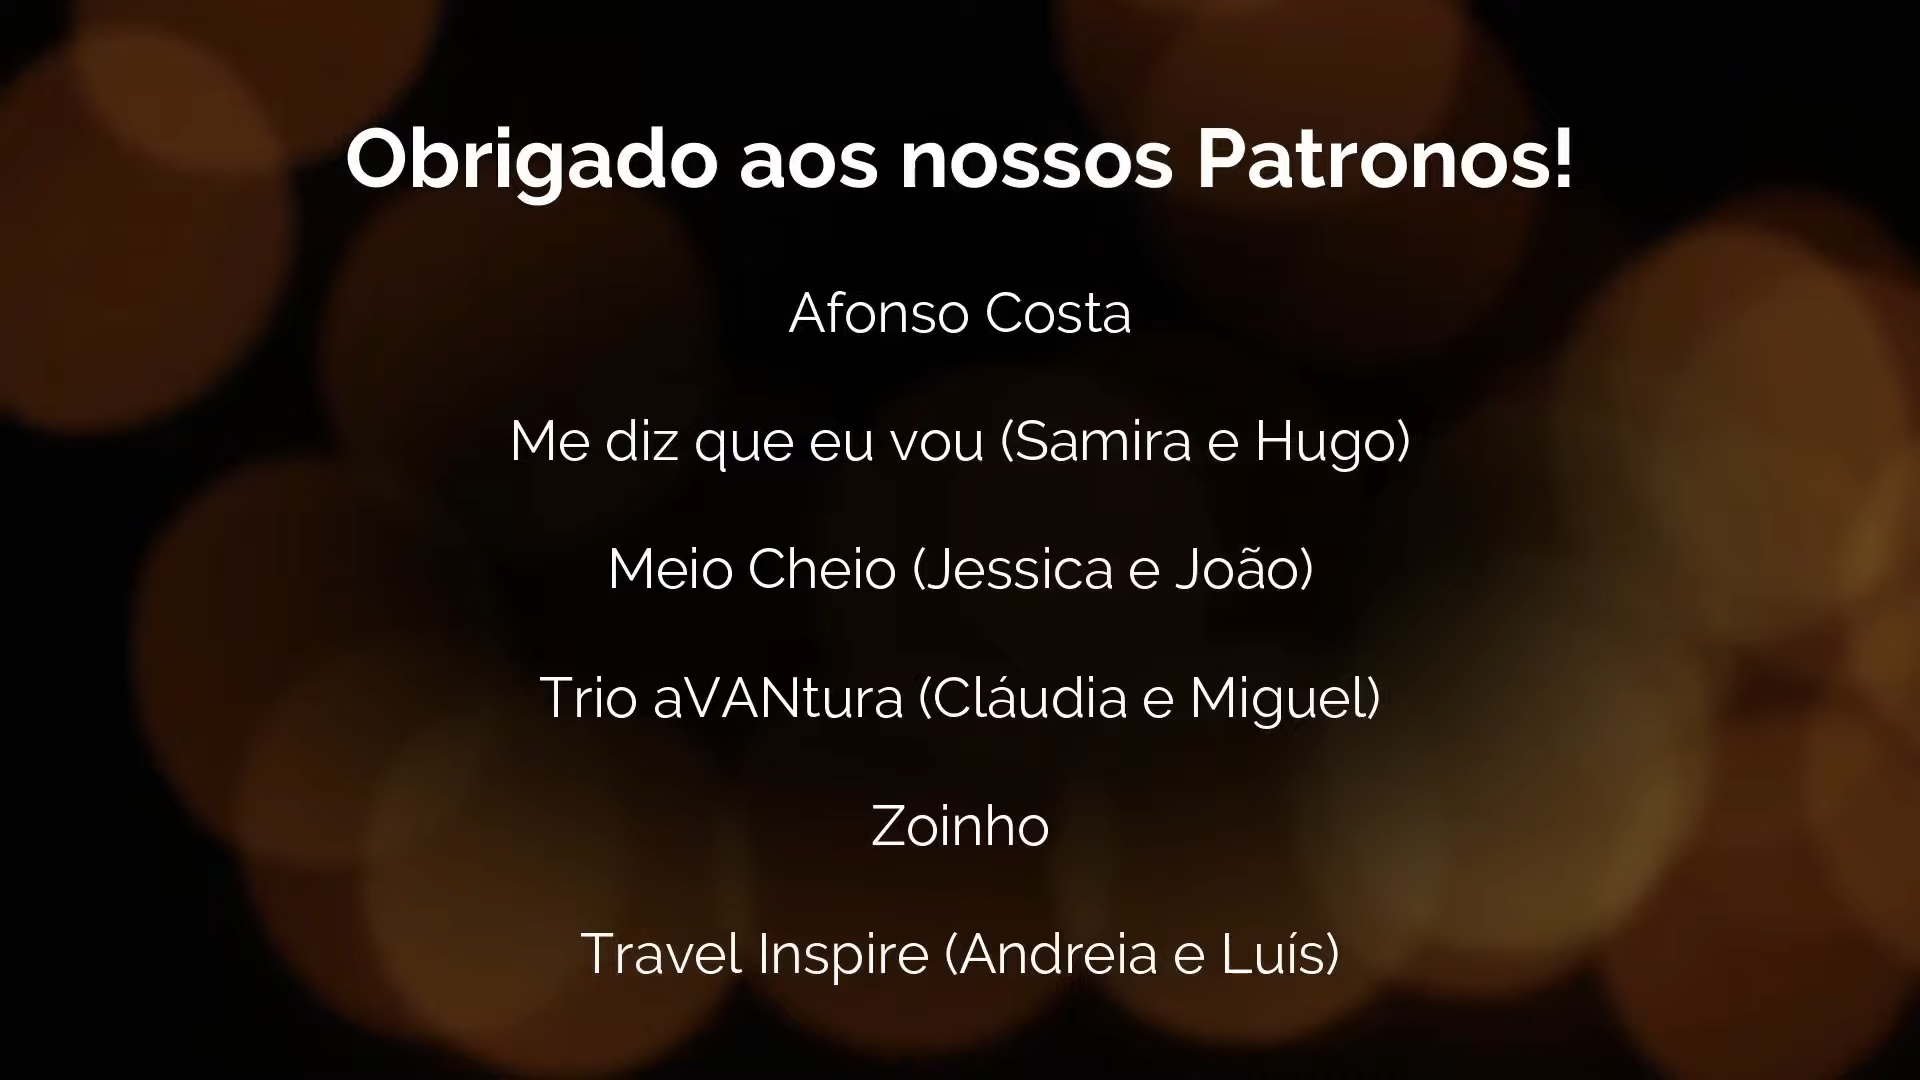 Obrigado aos nossos Patronos!
Afonso Costa
Me diz que eu vou (Samira e Hugo)
Meio Cheio (Jessica e João)
Trio aVANtura (Cláudia e Miguel)
Zoinho
Travel Inspire (Andreia e Luís)